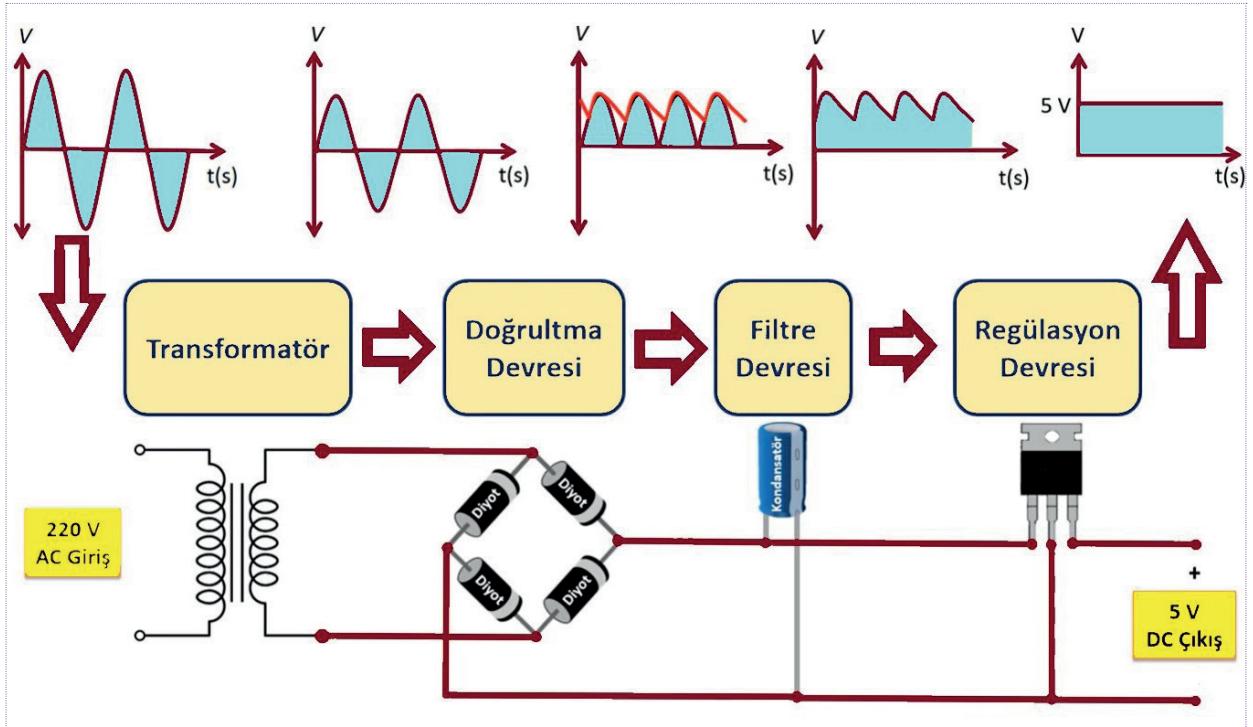 V
V
V
V
V
5 V
t(s)
t(s)
t(s)
t(s)
t(s)
Transformatör
Doğrultma
Devresi
Filtre
Devresi
Regülasyon
Devresi
220 V
AC Giriş
Diyot
Diyot
Diyot
Diyot
Kondansatör
+
5 V
DC Çıkış